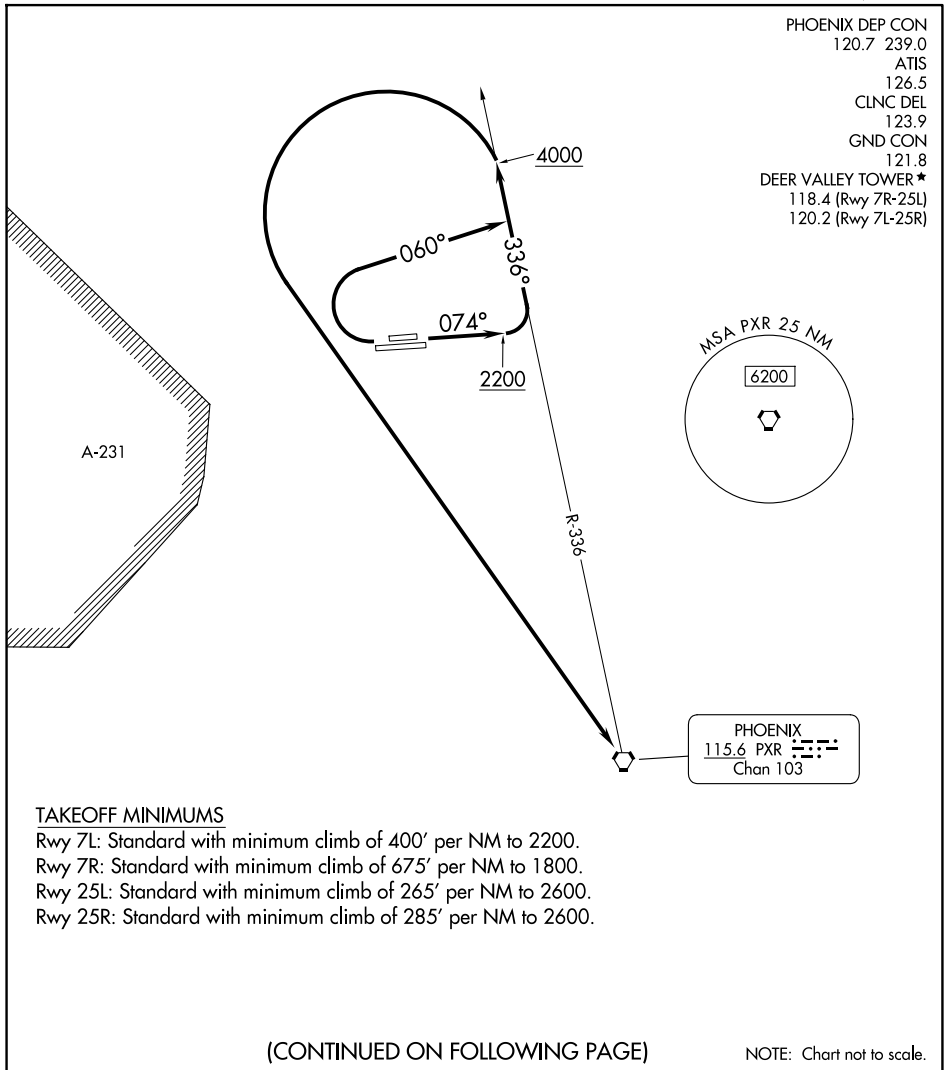 PHOENIX DEP CON
120.7 239.0
ATIS
126.5
CLNC DEL
123.9
GND CON
121.8
DEER VALLEY TOWER★
118.4 (Rwy 7R-25L)
120.2 (Rwy 7L-25R)
4000
060°
336°
074°
2200
MSA PXR 25 NM
6200
A-231
R-336
PHOENIX
115.6 PXR
Chan 103
TAKEOFF MINIMUMS
Rwy 7L: Standard with minimum climb of 400' per NM to 2200.
Rwy 7R: Standard with minimum climb of 675' per NM to 1800.
Rwy 25L: Standard with minimum climb of 265' per NM to 2600.
Rwy 25R: Standard with minimum climb of 285' per NM to 2600.
(CONTINUED ON FOLLOWING PAGE)
NOTE: Chart not to scale.